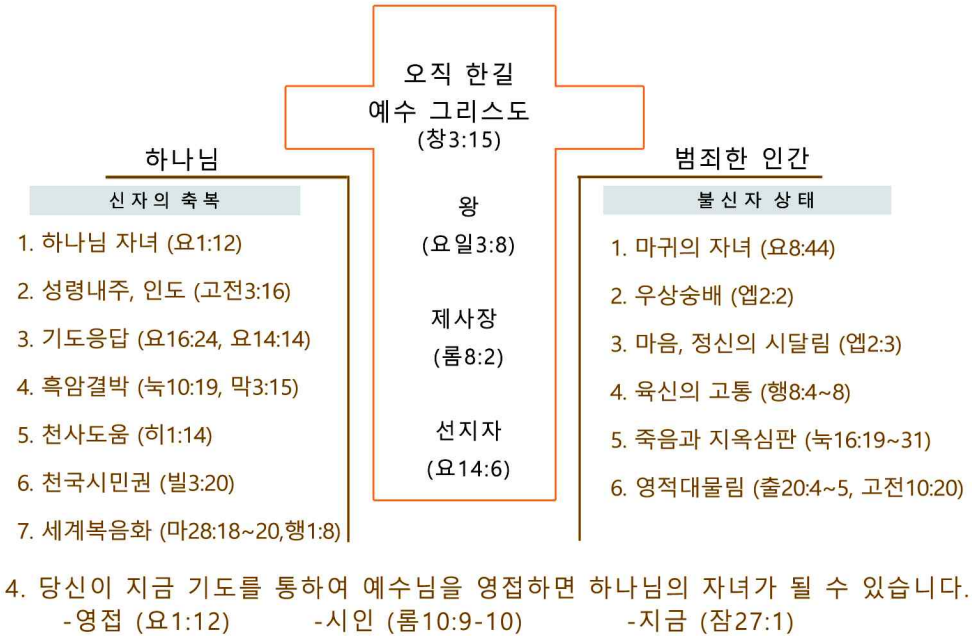 오직 한길
예수 그리스도
(창3:15)
왕
(요일3:8)
제사장
(롬8:2)
선지자
(요14:6)
하나님
신자의 축복
1. 하나님 자녀 (요1:12)
2. 성령내주, 인도 (고전3:16)
3. 기도응답 (요16:24, 요14:14)
4. 흑암결박 (눅10:19, 막3:15)
5. 천사도움 (히1:14)
6. 천국시민권 (빌3:20)
7. 세계복음화 (마28:18~20,행1:8)
범죄한 인간
불신자 상태
1. 마귀의 자녀 (요8:44)
2. 우상숭배 (엡2:2)
3. 마음, 정신의 시달림 (엡2:3)
4. 육신의 고통 (행8:4~8)
5. 죽음과 지옥심판 (눅16:19~31)
6. 영적대물림 (출20:4~5, 고전10:20)
4. 당신이 지금 기도를 통하여 예수님을 영접하면 하나님의 자녀가 될 수 있습니다.
-영접 (요1:12) -시인 (롬10:9-10) -지금 (잠27:1)